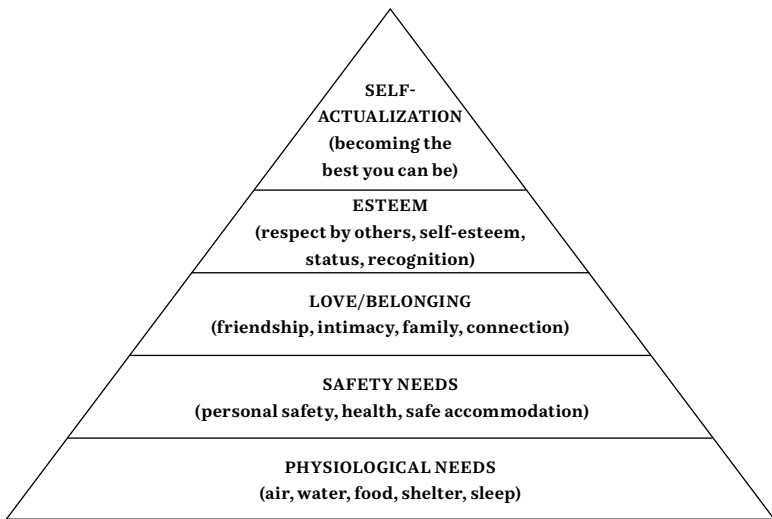 SELF-
ACTUALIZATION
(becoming the
best you can be)
ESTEEM
(respect by others, self-esteem,
status, recognition)
LOVE/BELONGING
(friendship, intimacy, family, connection)
SAFETY NEEDS
(personal safety, health, safe accommodation)
PHYSIOLOGICAL NEEDS
(air, water, food, shelter, sleep)